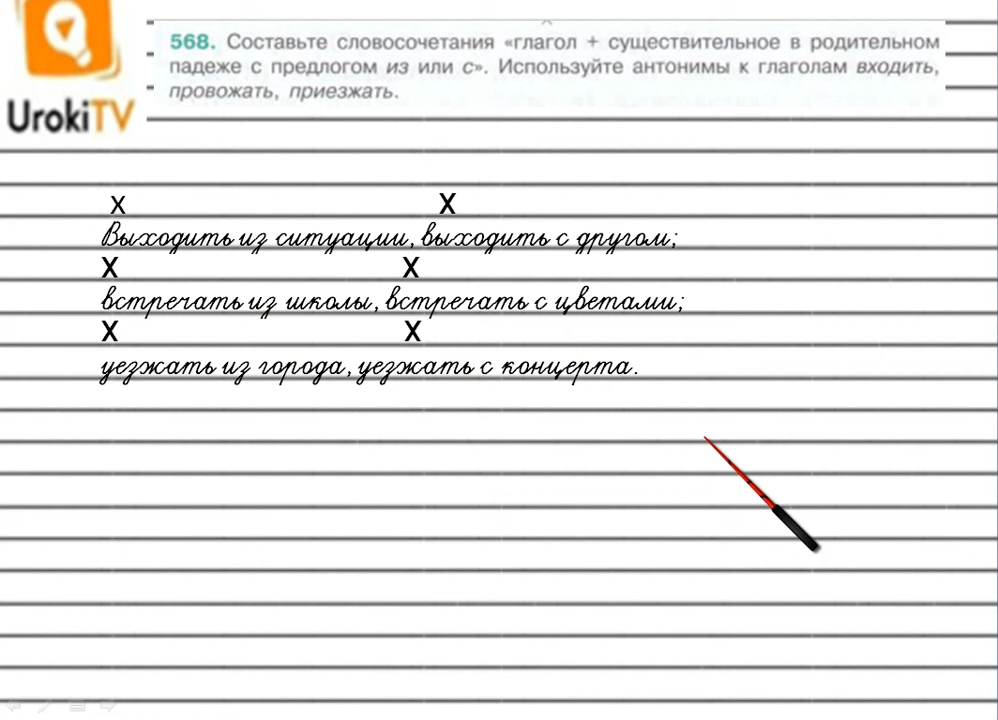 568. Составьте словосочетания «глагол + существительное в родительном
падеже с предлогом из или с». Используйте антонимы к глаголам входить,
провожать, приезжать.
UrokiTV
х х
Выходить из ситуации, выходить с другом;
х х
встречать из школы, встречать с цветами;
х х
уезжать из города, уезжать с концерта.